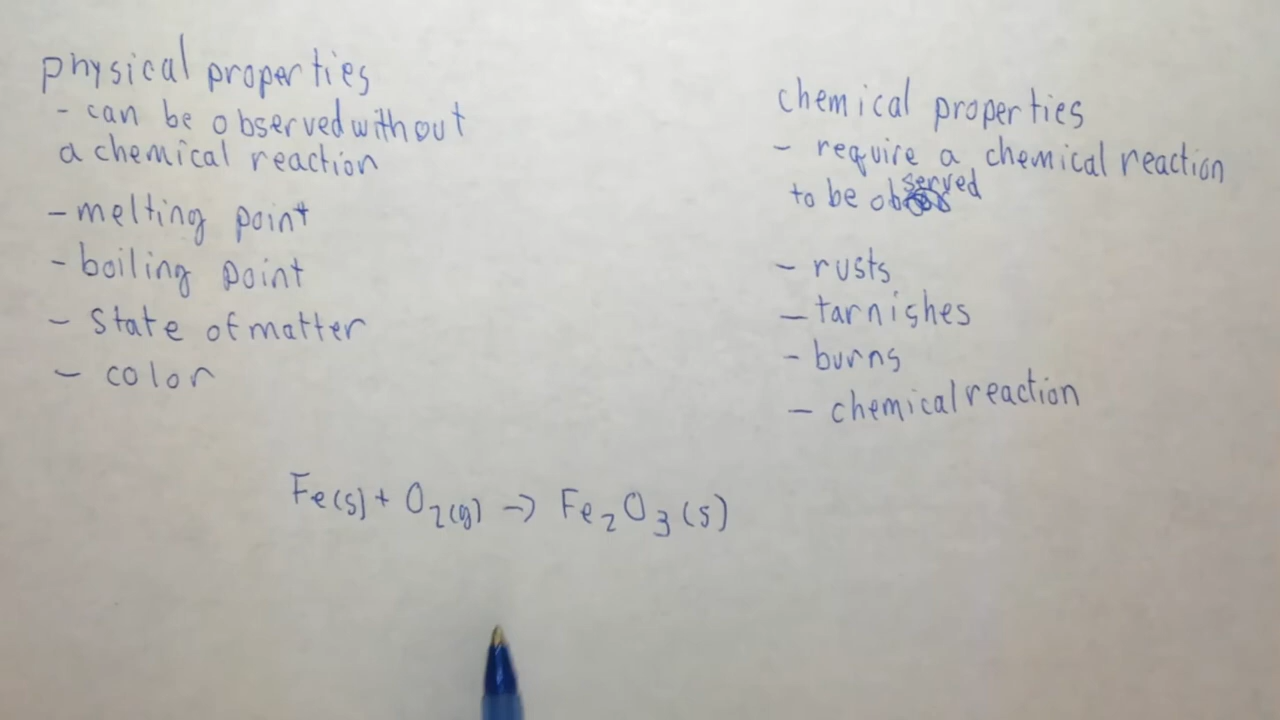 physical properties
- can be observed without
a chemical reaction
- melting point
- boiling point
- state of matter
- color
chemical properties
- require a chemical reaction
to be observed
- rusts
- tarnishes
- burns
- chemical reaction
Fe(s) + O₂(g) → Fe₂O₃(s)